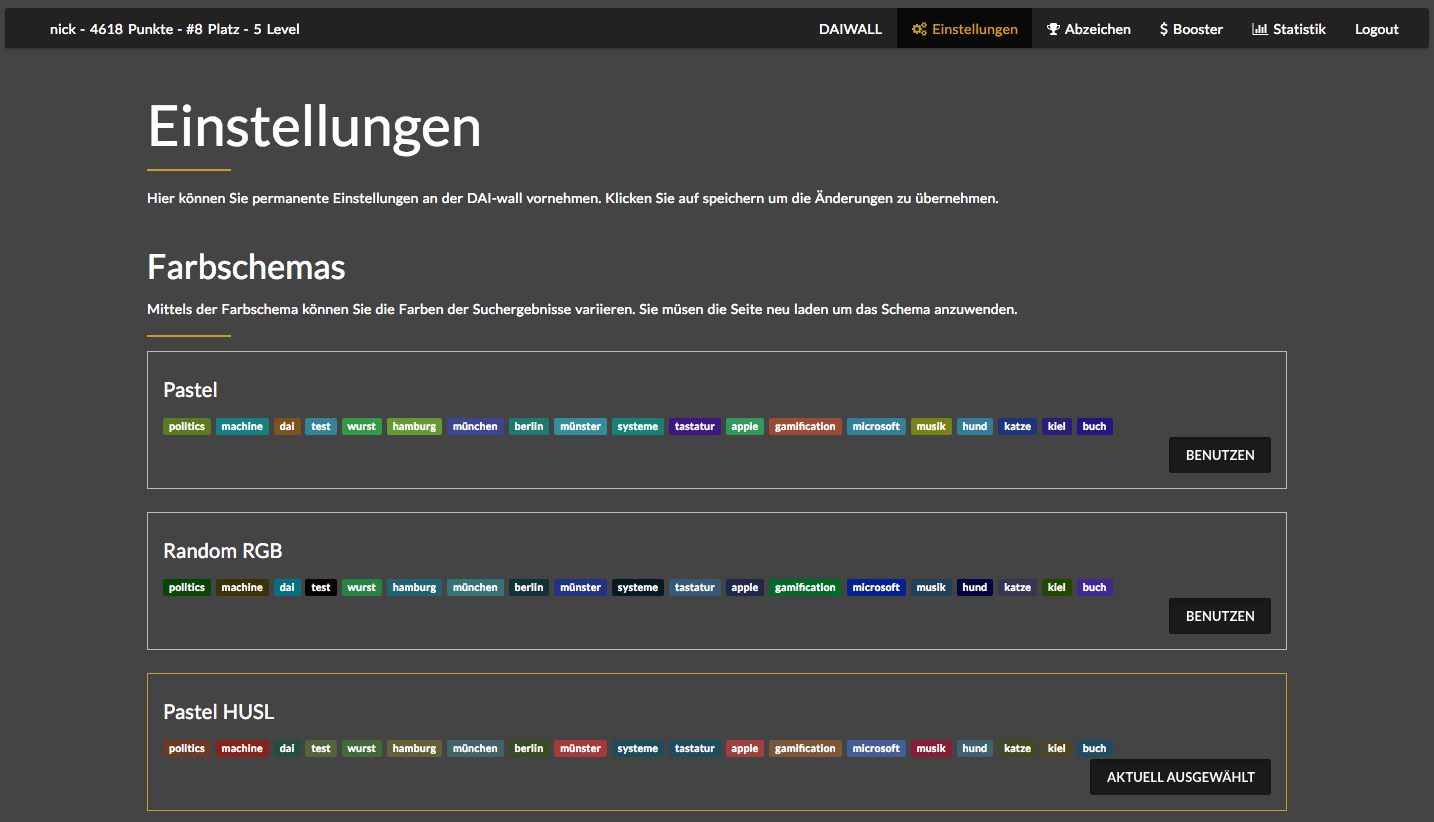 nick - 4618 Punkte - #8 Platz - 5 Level DAIWALL Einstellungen Abzeichen Booster Statistik Logout
Einstellungen
Hier können Sie permanente Einstellungen an der DAI-wall vornehmen. Klicken Sie auf speichern um die Änderungen zu übernehmen.
Farbschemas
Mittels der Farbschema können Sie die Farben der Suchergebnisse variieren. Sie müsen die Seite neu laden um das Schema anzuwenden.
Pastel
politics machine dai test wurst hamburg münchen berlin münster systeme tastatur apple gamification microsoft musik hund katze kiel buch
BENUTZEN
Random RGB
politics machine dai test wurst hamburg münchen berlin münster systeme tastatur apple gamification microsoft musik hund katze kiel buch
BENUTZEN
Pastel HUSL
politics machine dai test wurst hamburg münchen berlin münster systeme tastatur apple gamification microsoft musik hund katze kiel buch
AKTUELL AUSGEWÄHLT